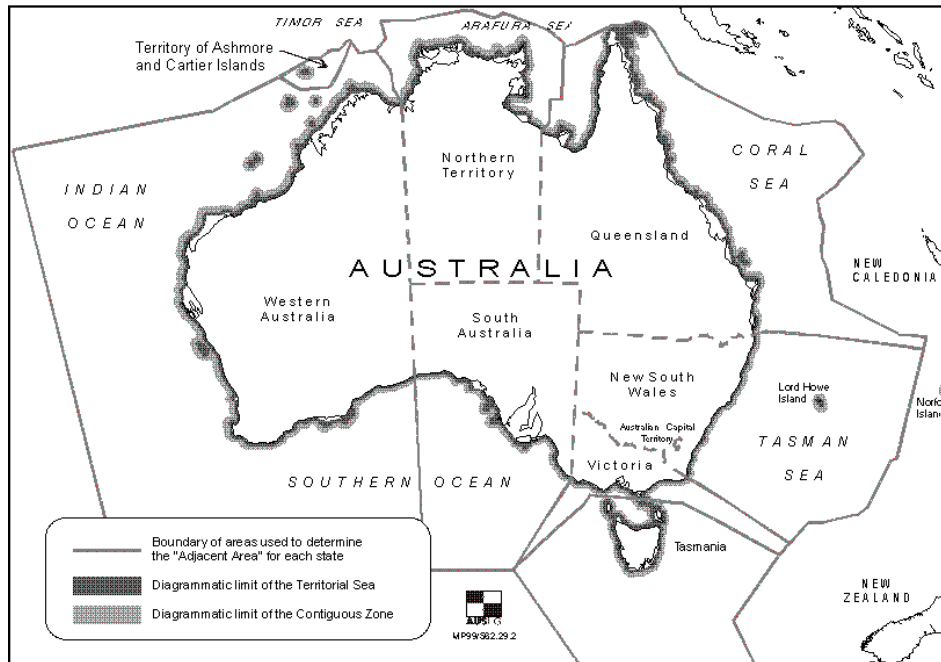 TIMOR SEA
ARAFURA SEA
Territory of Ashmore
and Cartier Islands
Northern
Territory
CORAL
SEA
INDIAN
OCEAN
Queensland
AUSTRALIA
NEW
CALEDONIA
Western
Australia
South
Australia
New South
Wales
Lord Howe
Island
Norfo
Island
Australian Capital
Territory
TASMAN
SEA
Victoria
SOUTHERN OCEAN
Tasmania
Boundary of areas used to determine
the "Adjacent Area" for each state
Diagrammatic limit of the Territorial Sea
Diagrammatic limit of the Contiguous Zone
NEW
ZEALAND